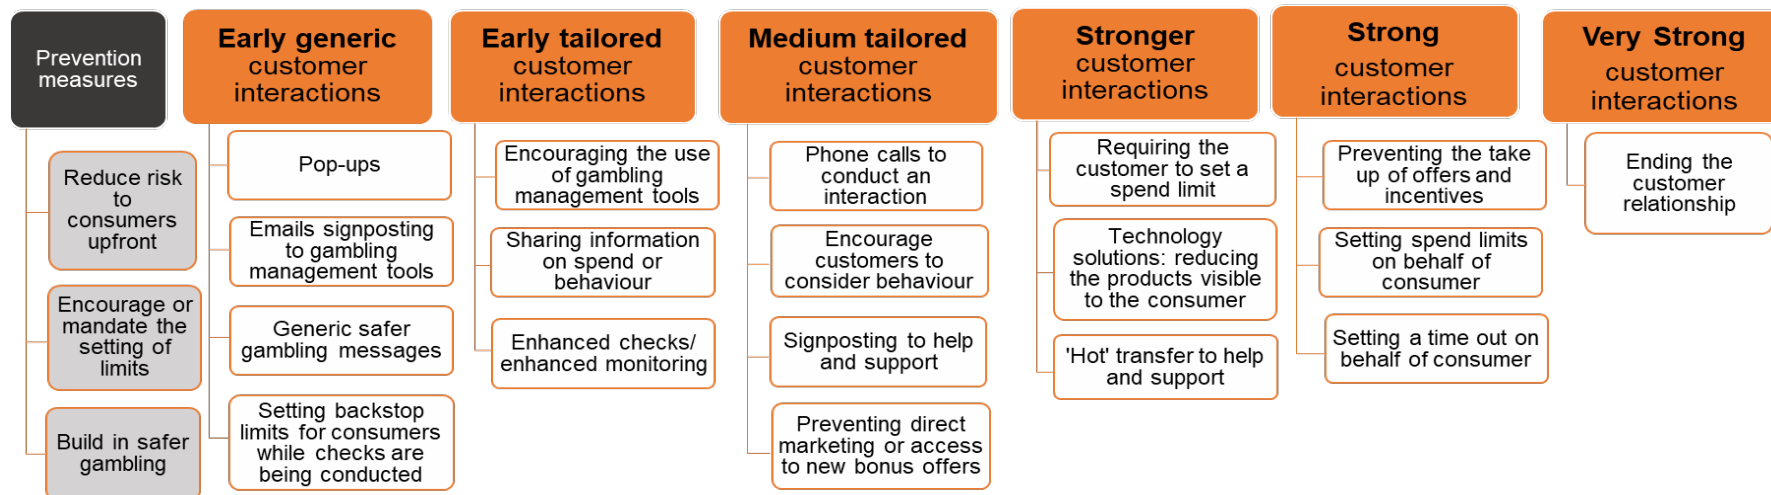 Prevention
measures
Reduce risk
to
consumers
upfront
Encourage or
mandate the
setting of
limits
Build in safer
gambling
Early generic
customer
interactions
Pop-ups
Emails signposting
to gambling
management tools
Generic safer
gambling messages
Setting backstop
limits for consumers
while checks are
being conducted
Early tailored
customer
interactions
Encouraging the use
of gambling
management tools
Sharing information
on spend or
behaviour
Enhanced checks/
enhanced monitoring
Medium tailored
customer
interactions
Phone calls to
conduct an
interaction
Encourage
customers to
consider behaviour
Signposting to help
and support
Preventing direct
marketing or access
to new bonus offers
Stronger
customer
interactions
Requiring the
customer to set a
spend limit
Technology
solutions: reducing
the products visible
to the consumer
'Hot' transfer to help
and support
Strong
customer
interactions
Preventing the take
up of offers and
incentives
Setting spend limits
on behalf of
consumer
Setting a time out on
behalf of consumer
Very Strong
customer
interactions
Ending the
customer
relationship